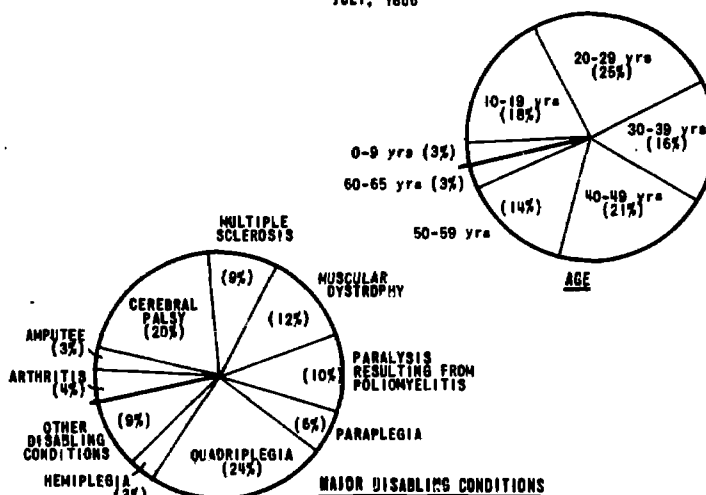 20-29 yrs
(25%)
10-19 yrs
(18%)
30-39 yrs
(16%)
0-9 yrs (3%)
60-65 yrs (3%)
40-49 yrs
(21%)
(14%)
50-59 yrs
AGE
MULTIPLE
SCLEROSIS
(9%)
MUSCULAR
DYSTROPHY
(12%)
CEREBRAL
PALSY
(20%)
AMPUTEE
(3%)
ARTHRITIS
(4%)
PARALYSIS
(10%) RESULTING FROM
POLIOMYELITIS
(6%)
PARAPLEGIA
(9%)
OTHER
DISABLING
CONDITIONS
QUADRIPLEGIA
(24%)
HEMIPLEGIA
MAJOR DISABLING CONDITIONS